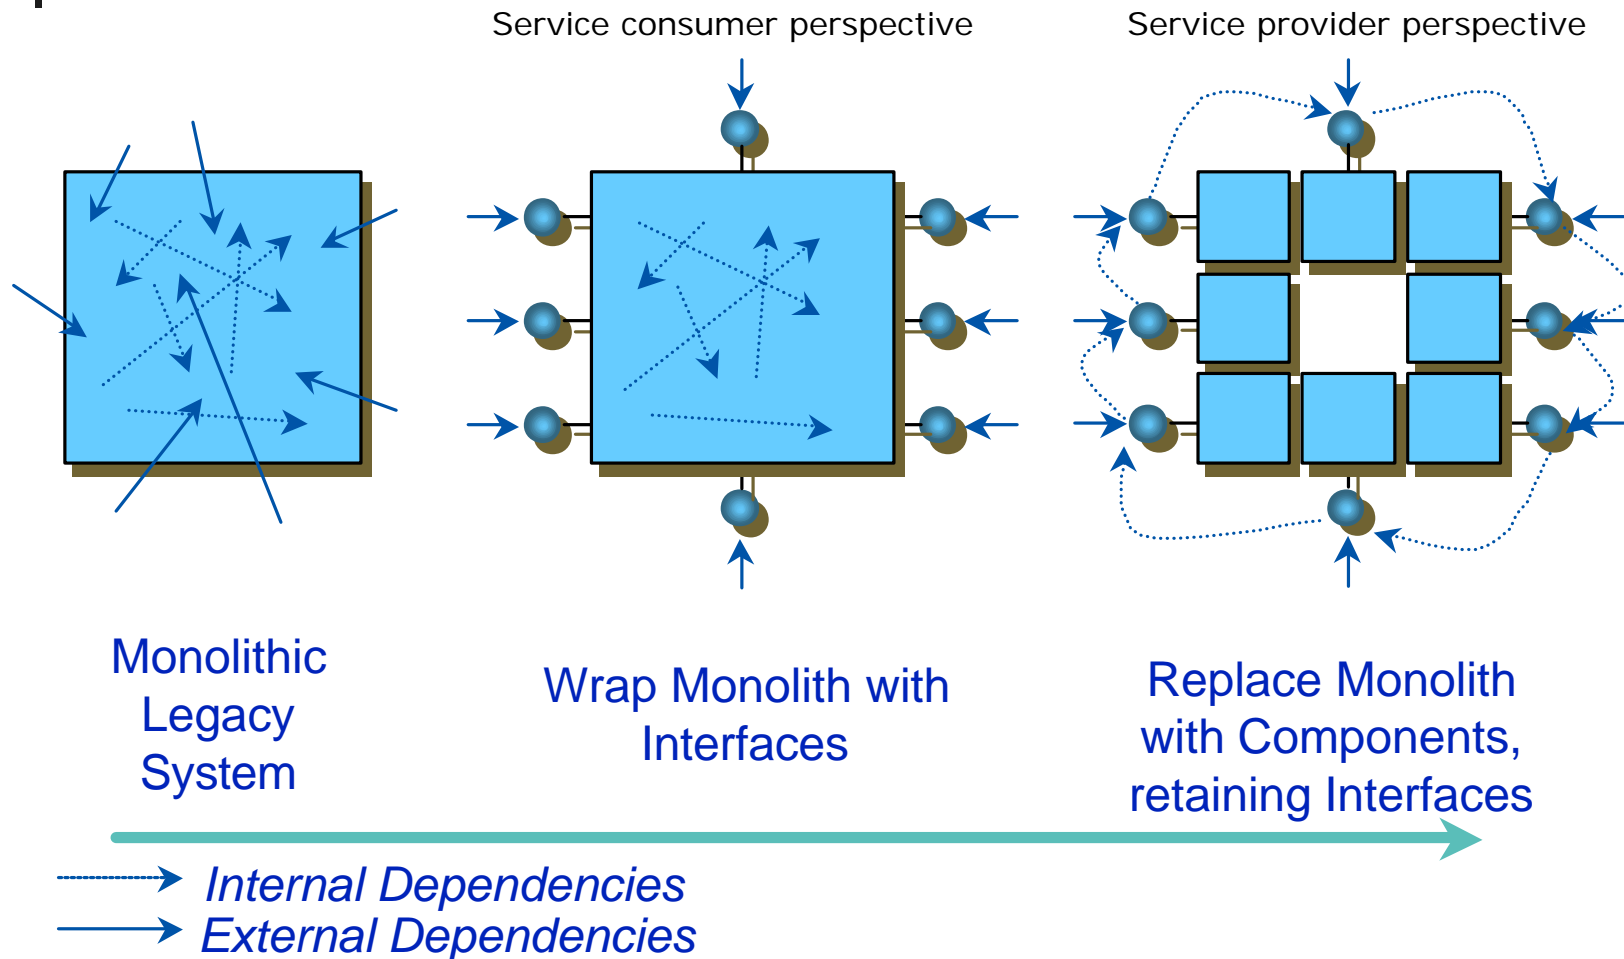 Service consumer perspective
Service provider perspective
Monolithic
Legacy
System
Wrap Monolith with
Interfaces
Replace Monolith
with Components,
retaining Interfaces
Internal Dependencies
External Dependencies